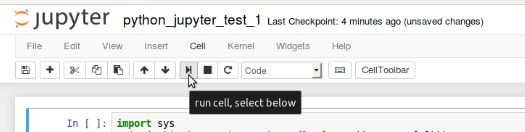 jupyter python_jupyter_test_1 Last Checkpoint: 4 minutes ago (unsaved changes)
File Edit View Insert Cell Kernel Widgets Help
Code CellToolbar
run cell, select below
In [ ]: import sys